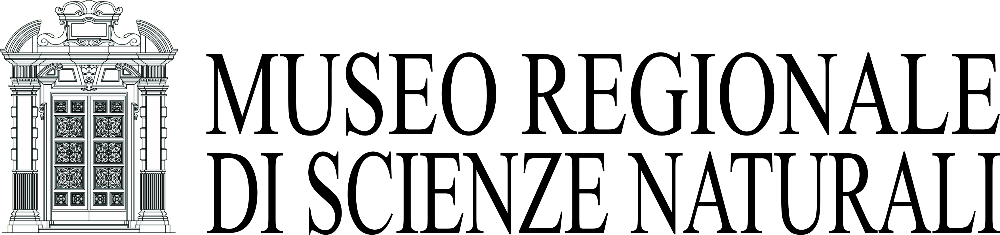 MUSEO REGIONALE
DI SCIENZE NATURALI